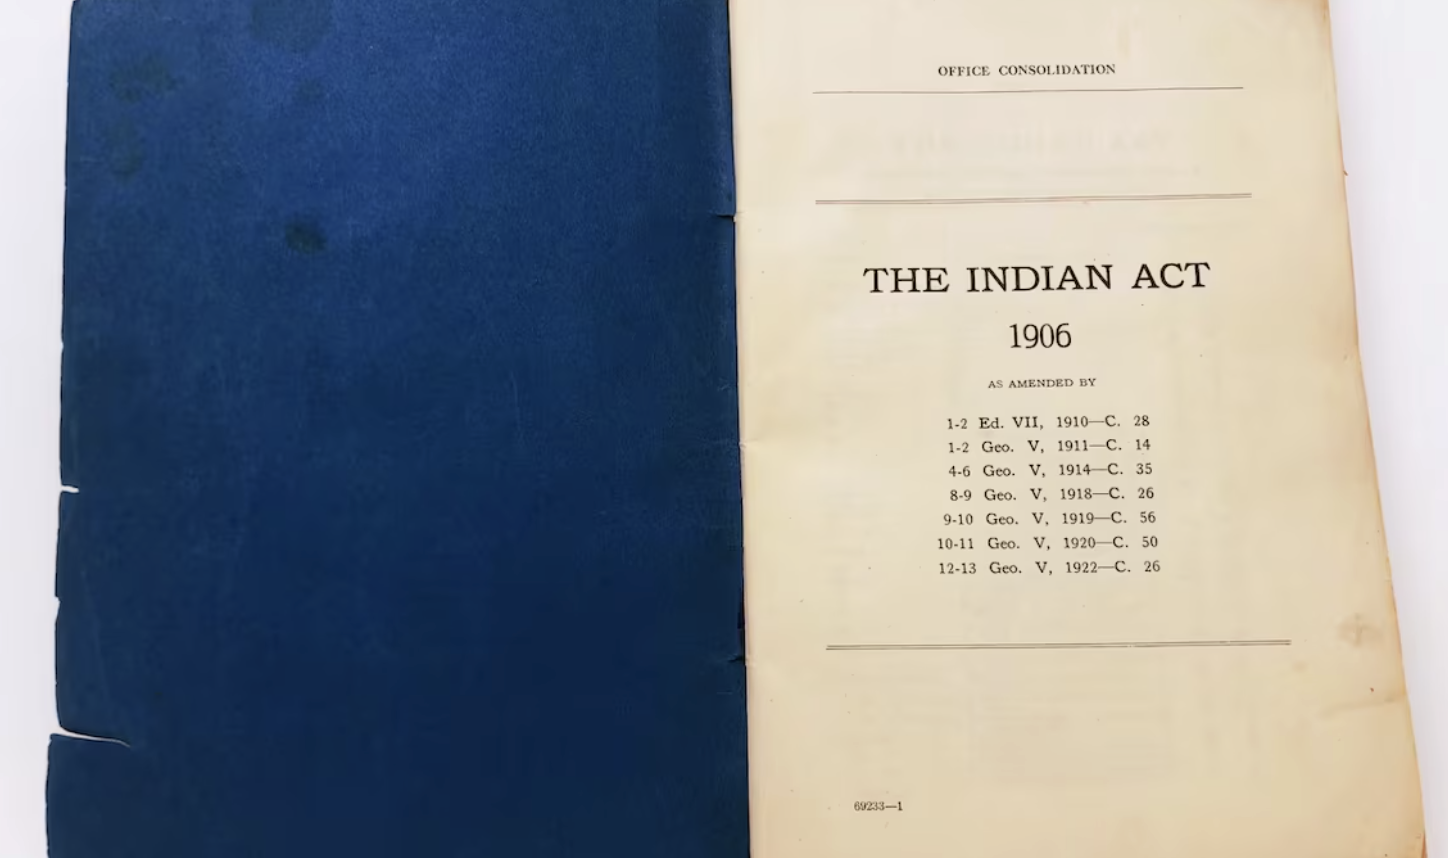 OFFICE CONSOLIDATION
THE INDIAN ACT
1906
AS AMENDED BY
1-2 Ed. VII, 1910—C. 28
1-2 Geo. V, 1911—C. 14
4-6 Geo. V, 1914—C. 35
8-9 Geo. V, 1918—C. 26
9-10 Geo. V, 1919—C. 56
10-11 Geo. V, 1920—C. 50
12-13 Geo. V, 1922—C. 26
69233—1